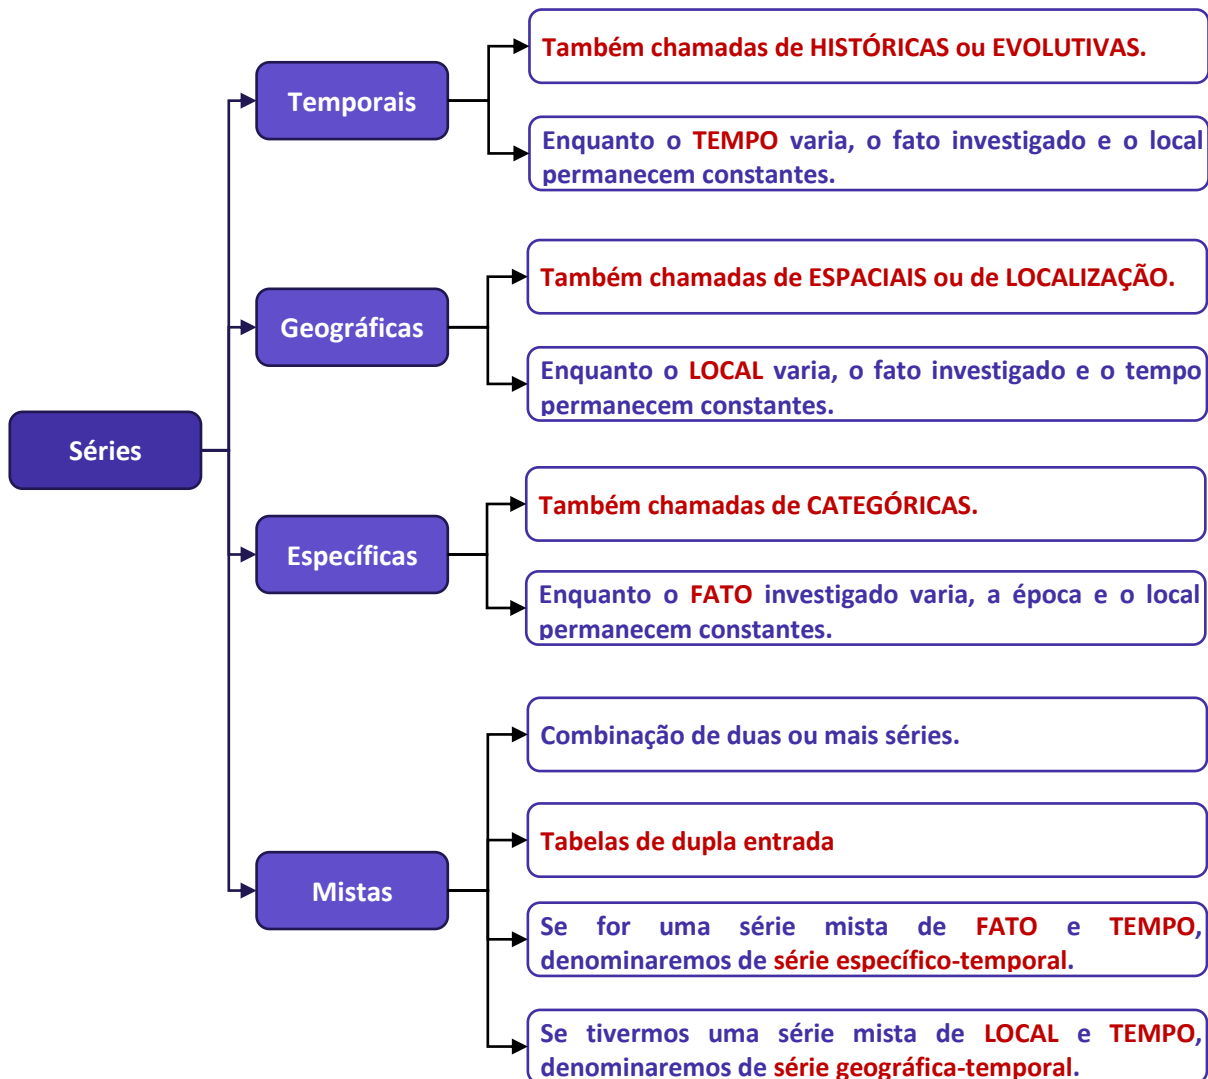 Também chamadas de HISTÓRICAS ou EVOLUTIVAS.
Temporais
Enquanto o TEMPO varia, o fato investigado e o local
permanecem constantes.
Também chamadas de ESPACIAIS ou de LOCALIZAÇÃO.
Geográficas
Enquanto o LOCAL varia, o fato investigado e o tempo
permanecem constantes.
Séries
Também chamadas de CATEGÓRICAS.
Específicas
Enquanto o FATO investigado varia, a época e o local
permanecem constantes.
Combinação de duas ou mais séries.
Tabelas de dupla entrada
Mistas
Se for uma série mista de FATO e TEMPO,
denominaremos de série específico-temporal.
Se tivermos uma série mista de LOCAL e TEMPO,
denominaremos de série geográfica-temporal.